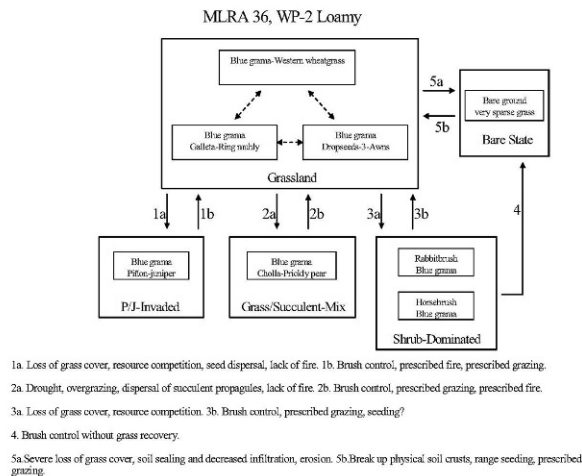 MLRA 36, WP-2 Loamy
Blue grama-Western wheatgrass
Blue grama
Galleta-Ring muhly
Blue grama
Dropseeds-3-Awns
Grassland
5a
5b
Bare ground
very sparse grass
Bare State
1a
1b
2a
2b
3a
3b
4
Blue grama
Piñon-juniper
P/J-Invaded
Blue grama
Cholla-Prickly pear
Grass/Succulent-Mix
Rabbitbrush
Blue grama
Horsebrush
Blue grama
Shrub-Dominated
1a. Loss of grass cover, resource competition, seed dispersal, lack of fire. 1b. Brush control, prescribed fire, prescribed grazing.
2a. Drought, overgrazing, dispersal of succulent propagules, lack of fire. 2b. Brush control, prescribed grazing, prescribed fire.
3a. Loss of grass cover, resource competition. 3b. Brush control, prescribed grazing, seeding?
4. Brush control without grass recovery.
5a.Severe loss of grass cover, soil sealing and decreased infiltration, erosion. 5b.Break up physical soil crusts, range seeding, prescribed
grazing.